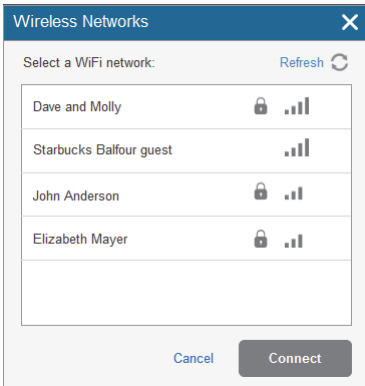 Wireless Networks
Select a WiFi network: Refresh
Dave and Molly
Starbucks Balfour guest
John Anderson
Elizabeth Mayer
Cancel Connect